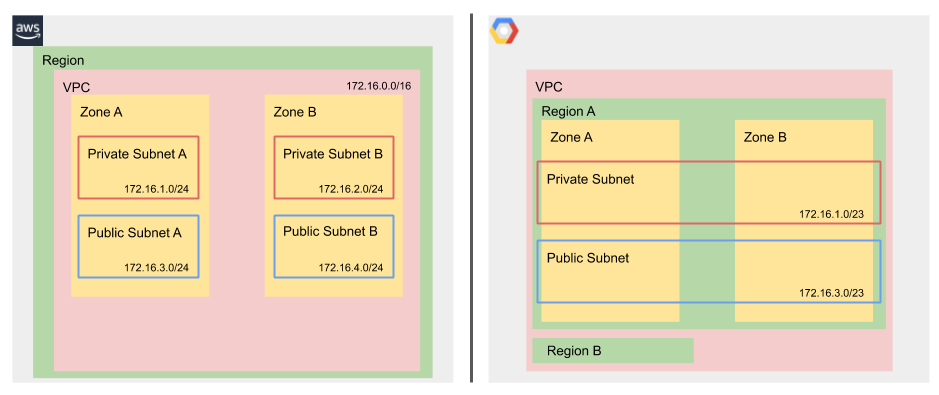 aws
Region
VPC
172.16.0.0/16
Zone A
Zone B
Private Subnet A
172.16.1.0/24
Private Subnet B
172.16.2.0/24
Public Subnet A
172.16.3.0/24
Public Subnet B
172.16.4.0/24
VPC
Region A
Zone A
Zone B
Private Subnet
172.16.1.0/23
Public Subnet
172.16.3.0/23
Region B